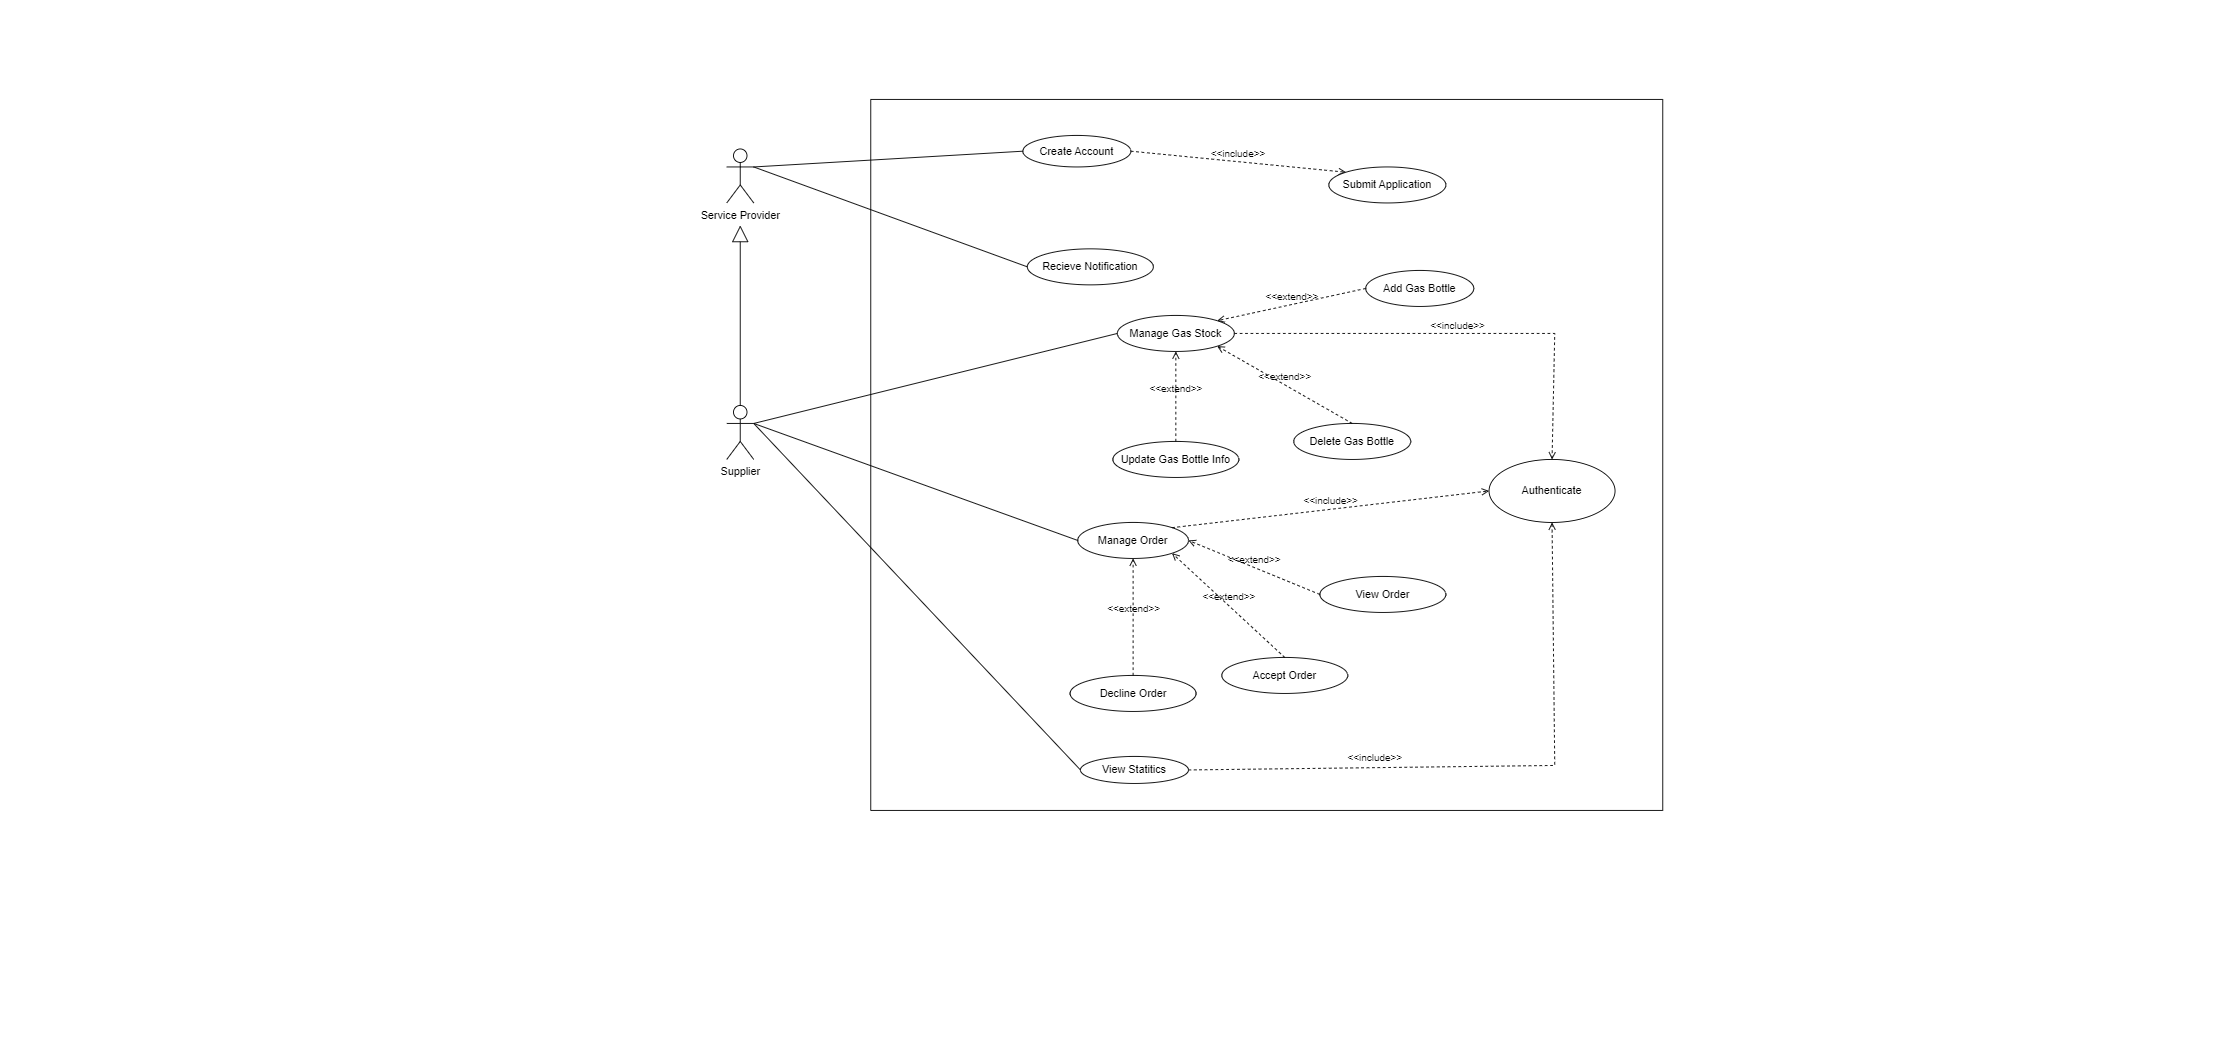 Create Account
<<include>>
Submit Application
Service Provider
Recieve Notification
Add Gas Bottle
<<extend>>
<<include>>
Manage Gas Stock
<<extend>>
<<extend>>
Delete Gas Bottle
Update Gas Bottle Info
Supplier
Authenticate
<<include>>
Manage Order
<<extend>>
View Order
<<extend>>
<<extend>>
Accept Order
Decline Order
<<include>>
View Statitics